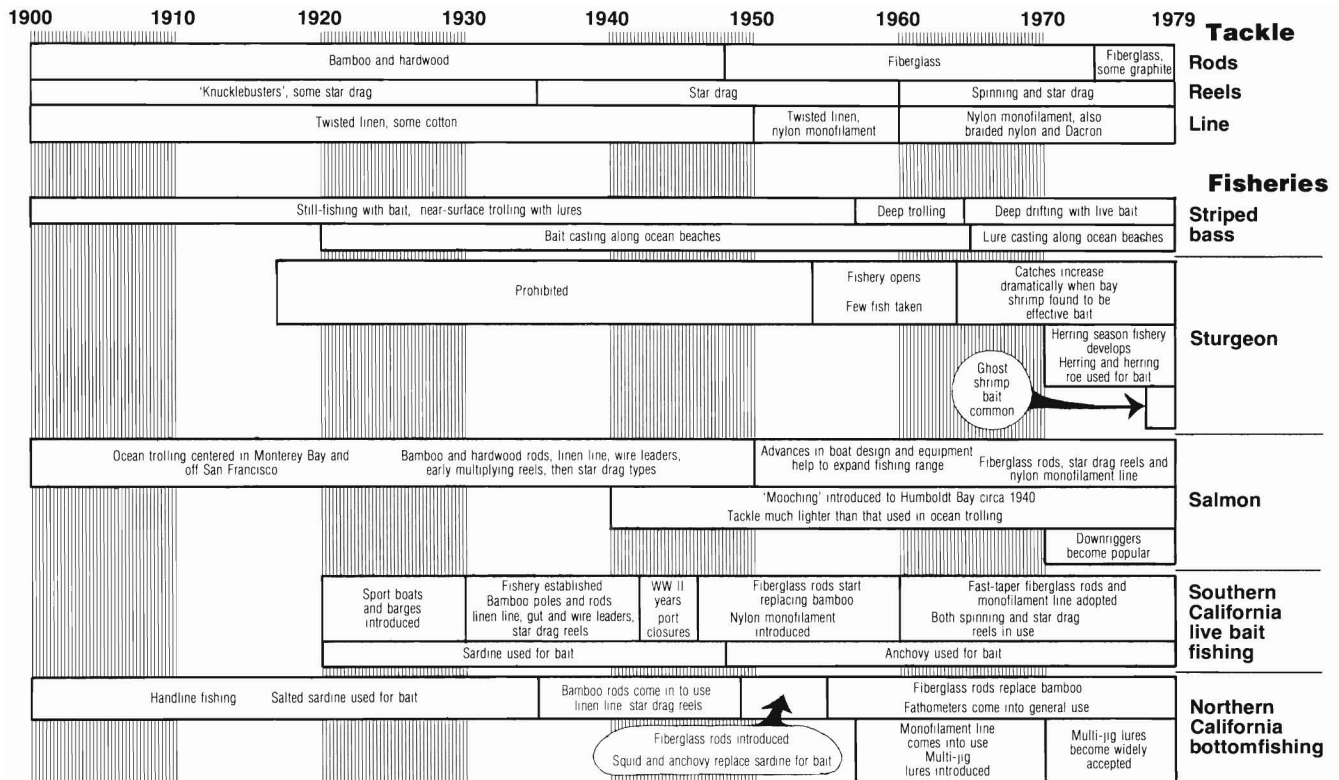 1900 1910 1920 1930 1940 1950 1960 1970 1979
Tackle
Bamboo and hardwood
Fiberglass
Fiberglass,
some graphite
Rods
'Knucklebusters', some star drag
Star drag
Spinning and star drag
Reels
Twisted linen, some cotton
Twisted linen,
nylon monofilament
Nylon monofilament, also
braided nylon and Dacron
Line
Fisheries
Still-fishing with bait, near-surface trolling with lures
Deep trolling
Deep drifting with live bait
Bait casting along ocean beaches
Lure casting along ocean beaches
Striped
bass
Prohibited
Fishery opens
Few fish taken
Catches increase
dramatically when bay
shrimp found to be
effective bait
Herring season fishery
develops
Herring and herring
roe used for bait
Ghost
shrimp
bait
common
Sturgeon
Ocean trolling centered in Monterey Bay and
off San Francisco
Bamboo and hardwood rods, linen line, wire leaders,
early multiplying reels, then star drag types
Advances in boat design and equipment
help to expand fishing range
Fiberglass rods, star drag reels and
nylon monofilament line
'Mooching' introduced to Humboldt Bay circa 1940
Tackle much lighter than that used in ocean trolling
Downriggers
become popular
Salmon
Sport boats
and barges
introduced
Fishery established
Bamboo poles and rods
linen line, gut and wire leaders,
star drag reels
WW II
years
port
closures
Fiberglass rods start
replacing bamboo
Nylon monofilament
introduced
Fast-taper fiberglass rods and
monofilament line adopted
Both spinning and star drag
reels in use
Sardine used for bait
Anchovy used for bait
Southern
California
live bait
fishing
Handline fishing Salted sardine used for bait
Bamboo rods come in to use
linen line star drag reels
Fiberglass rods replace bamboo
Fathometers come into general use
Fiberglass rods introduced
Squid and anchovy replace sardine for bait
Monofilament line
comes into use
Multi-jig
lures introduced
Multi-jig lures
become widely
accepted
Northern
California
bottomfishing